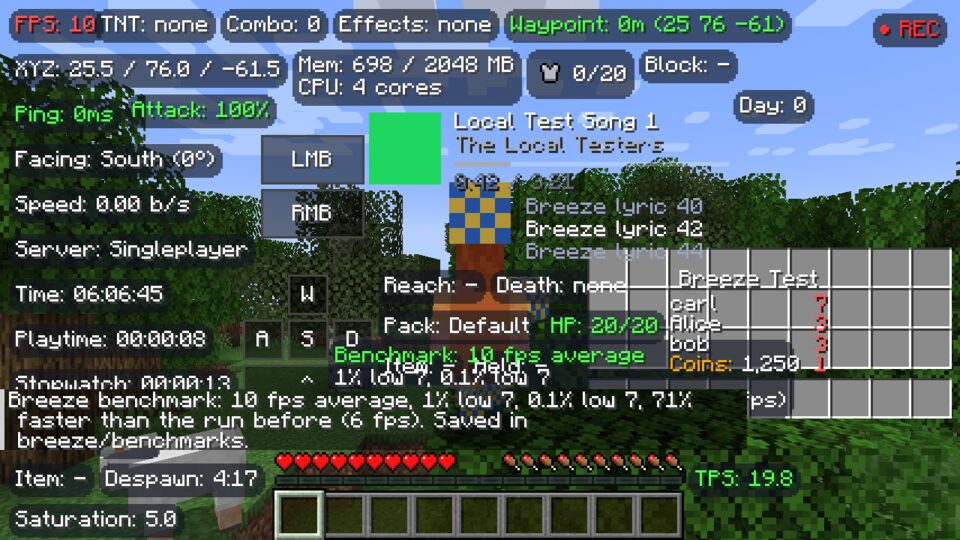 FPS: 10
TNT: none
Combo: 0
Effects: none
Waypoint: 0m (25 76 -61)
REC
XYZ: 25.5 / 76.0 / -61.5
Mem: 698 / 2048 MB
CPU: 4 cores
0/20
Block: -
Day: 0
Ping: 0ms
Attack: 100%
Local Test Song 1
The Local Testers
Facing: South (0°)
LMB
Speed: 0.00 b/s
RMB
Breeze lyric 40
Breeze lyric 42
Breeze lyric 44
Server: Singleplayer
Time: 06:06:45
W
Reach: -
Death: none
Breeze Test
carl 7
Alice 3
bob 3
Coins: 1,250 1
Playtime: 00:00:08
A
S
D
Pack: Default
HP: 20/20
Benchmark: 10 fps average
1% low 7, 0.1% low 7
Stopwatch: 00:00:13
Breeze benchmark: 10 fps average, 1% low 7, 0.1% low 7, 71%
faster than the run before (6 fps). Saved in
breeze/benchmarks.
fps)
Item: -
Despawn: 4:17
TPS: 19.8
Saturation: 5.0